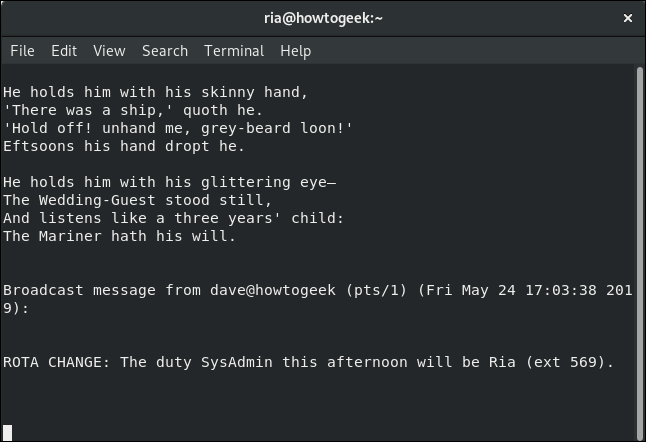 ria@howtogeek:~
File Edit View Search Terminal Help
He holds him with his skinny hand,
'There was a ship,' quoth he.
'Hold off! unhand me, grey-beard loon!'
Eftsoons his hand dropt he.
He holds him with his glittering eye—
The Wedding-Guest stood still,
And listens like a three years' child:
The Mariner hath his will.
Broadcast message from dave@howtogeek (pts/1) (Fri May 24 17:03:38 201
9):
ROTA CHANGE: The duty SysAdmin this afternoon will be Ria (ext 569).